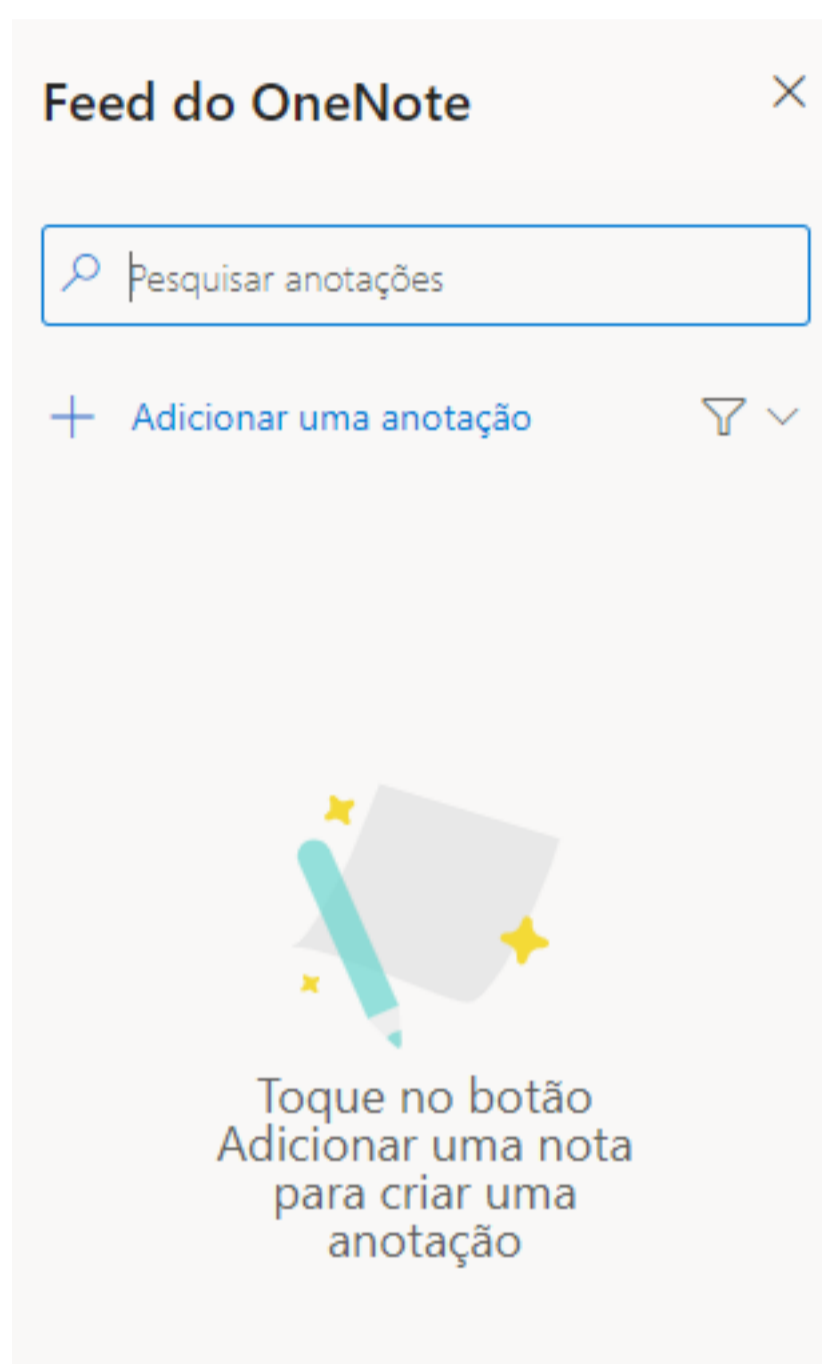 Feed do OneNote
Pesquisar anotações
Adicionar uma anotação
Toque no botão
Adicionar uma nota
para criar uma
anotação